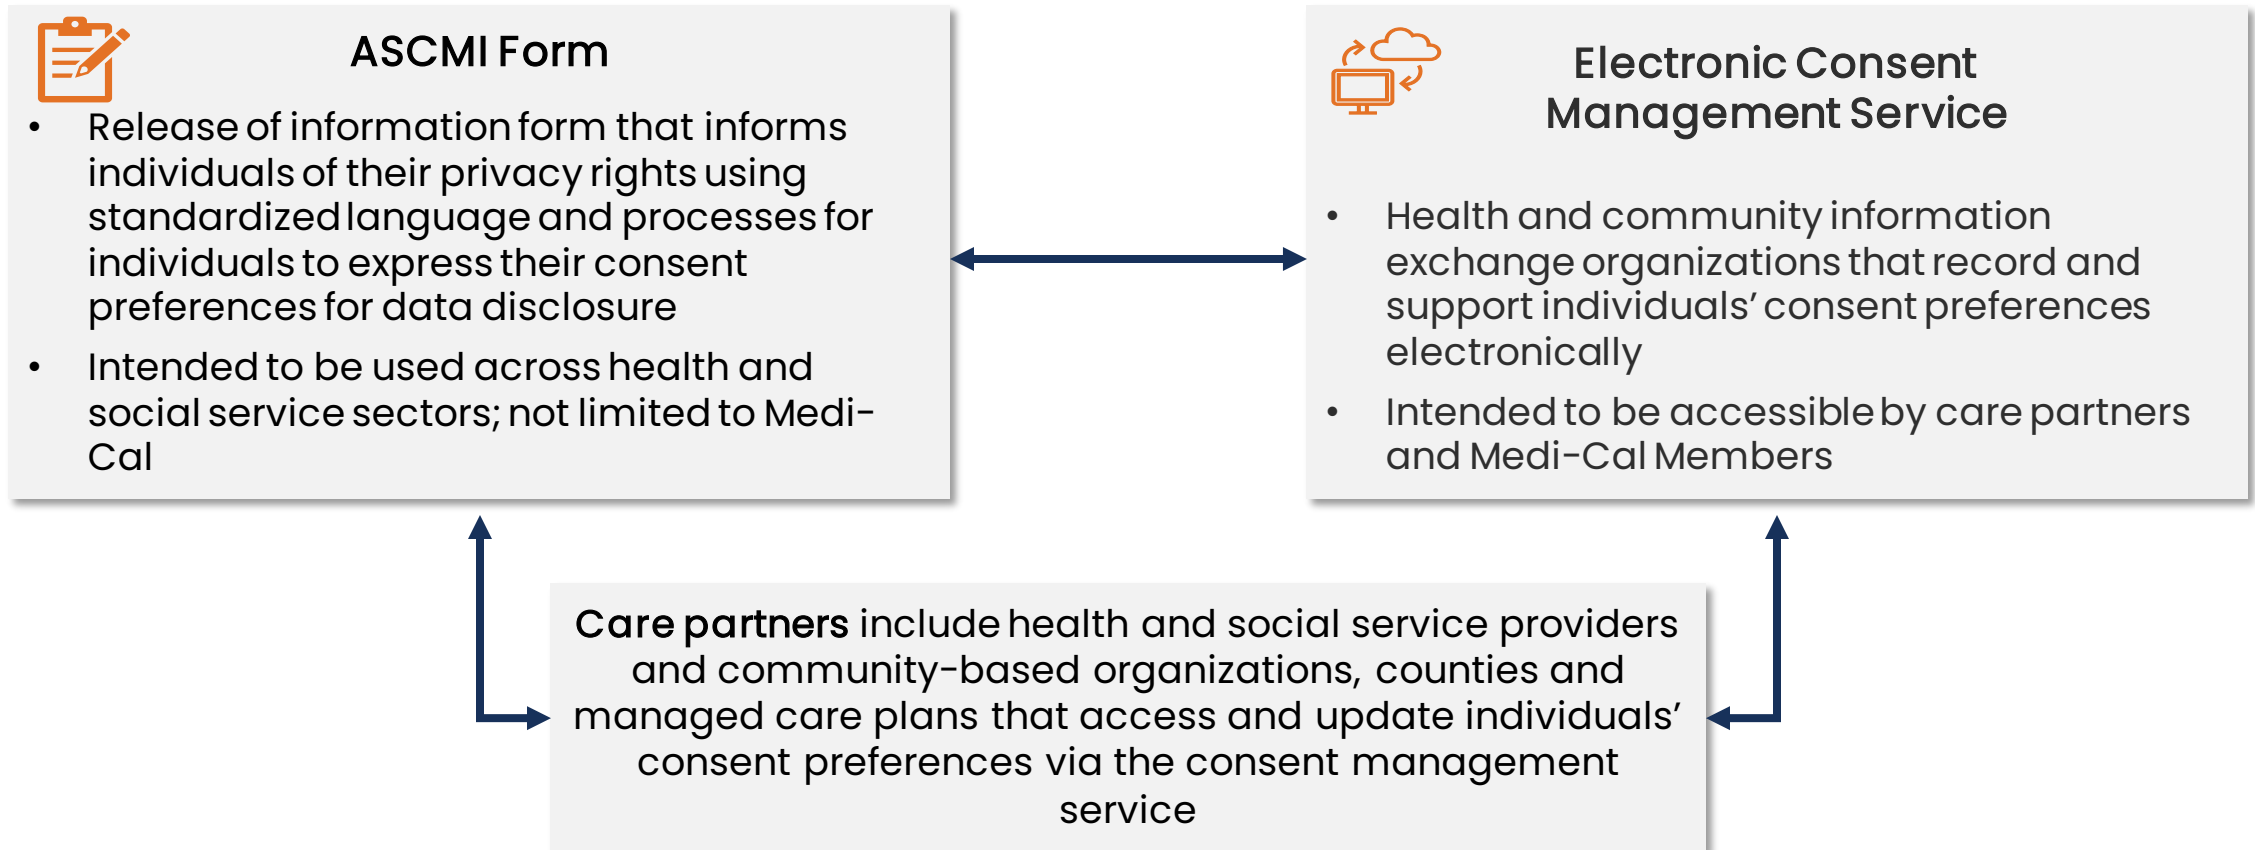 ASCMI Form
• Release of information form that informs
individuals of their privacy rights using
standardized language and processes for
individuals to express their consent
preferences for data disclosure
• Intended to be used across health and
social service sectors; not limited to Medi-
Cal
Electronic Consent
Management Service
• Health and community information
exchange organizations that record and
support individuals’ consent preferences
electronically
• Intended to be accessible by care partners
and Medi-Cal Members
Care partners include health and social service providers
and community-based organizations, counties and
managed care plans that access and update individuals’
consent preferences via the consent management
service